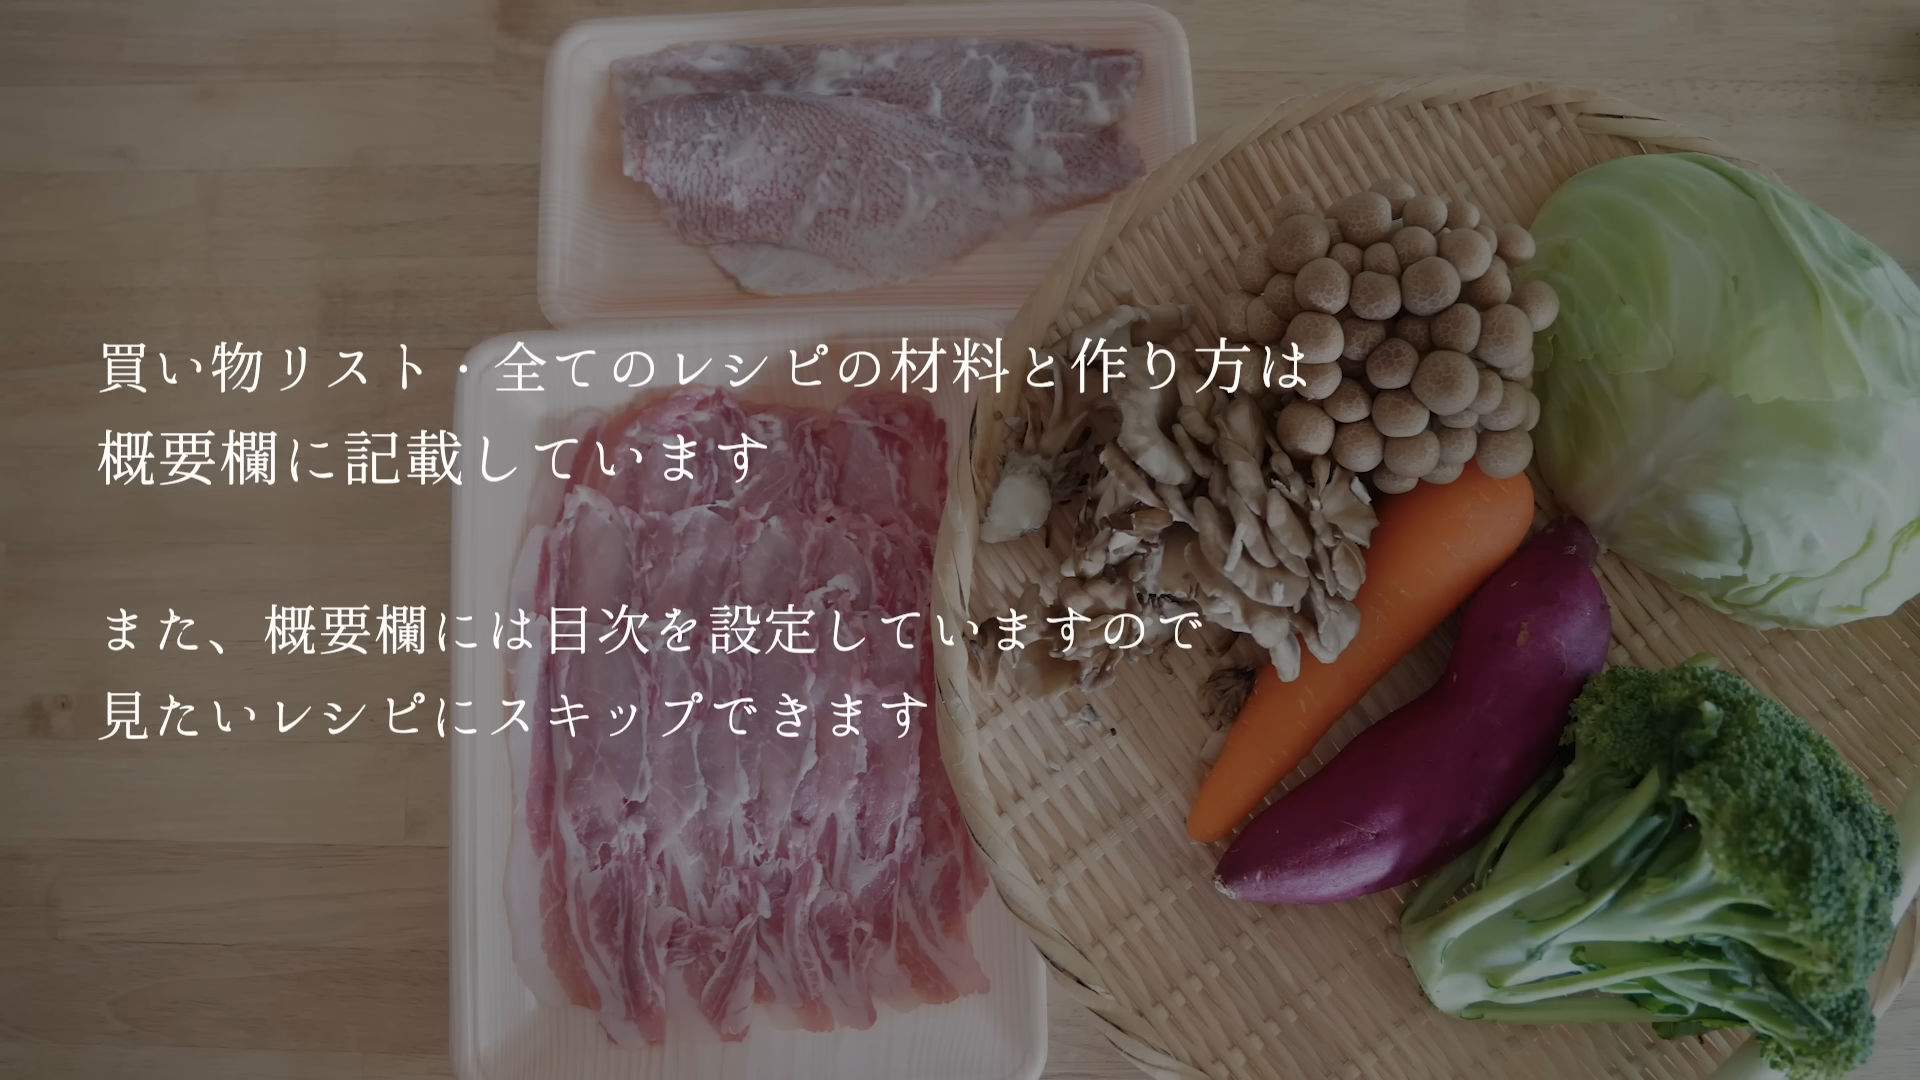 買い物リスト・全てのレシピの材料と作り方は
概要欄に記載しています
また、概要欄には目次を設定していますので
見たいレシピにスキップできます